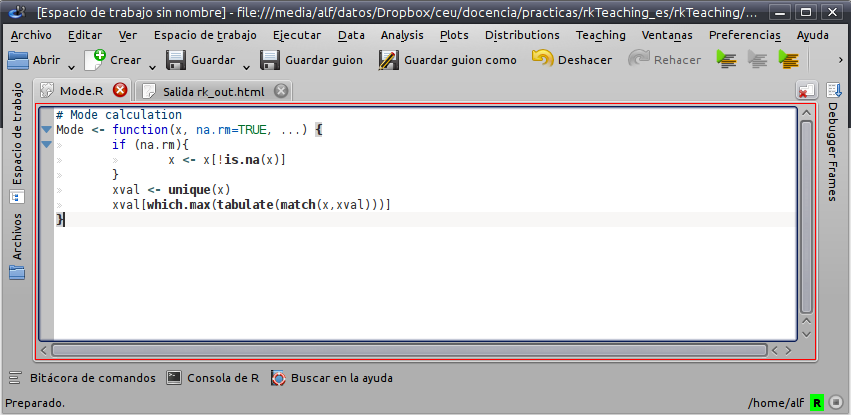 [Espacio de trabajo sin nombre] - file:///media/alf/datos/Dropbox/ceu/docencia/practicas/rkTeaching_es/rkTeaching/...
Archivo Editar Ver Espacio de trabajo Ejecutar Data Analysis Plots Distributions Teaching Ventanas Preferencias Ayuda
Abrir Crear Guardar Guardar guion Guardar guion como Deshacer Rehacer
Espacio de trabajo
Archivos
Mode.R Salida rk_out.html
# Mode calculation
Mode <- function(x, na.rm=TRUE, ...) {
if (na.rm){
x <- x[!is.na(x)]
}
xval <- unique(x)
xval[which.max(tabulate(match(x,xval)))]
}
Debugger Frames
Bitácora de comandos Consola de R Buscar en la ayuda
Preparado. /home/alf R